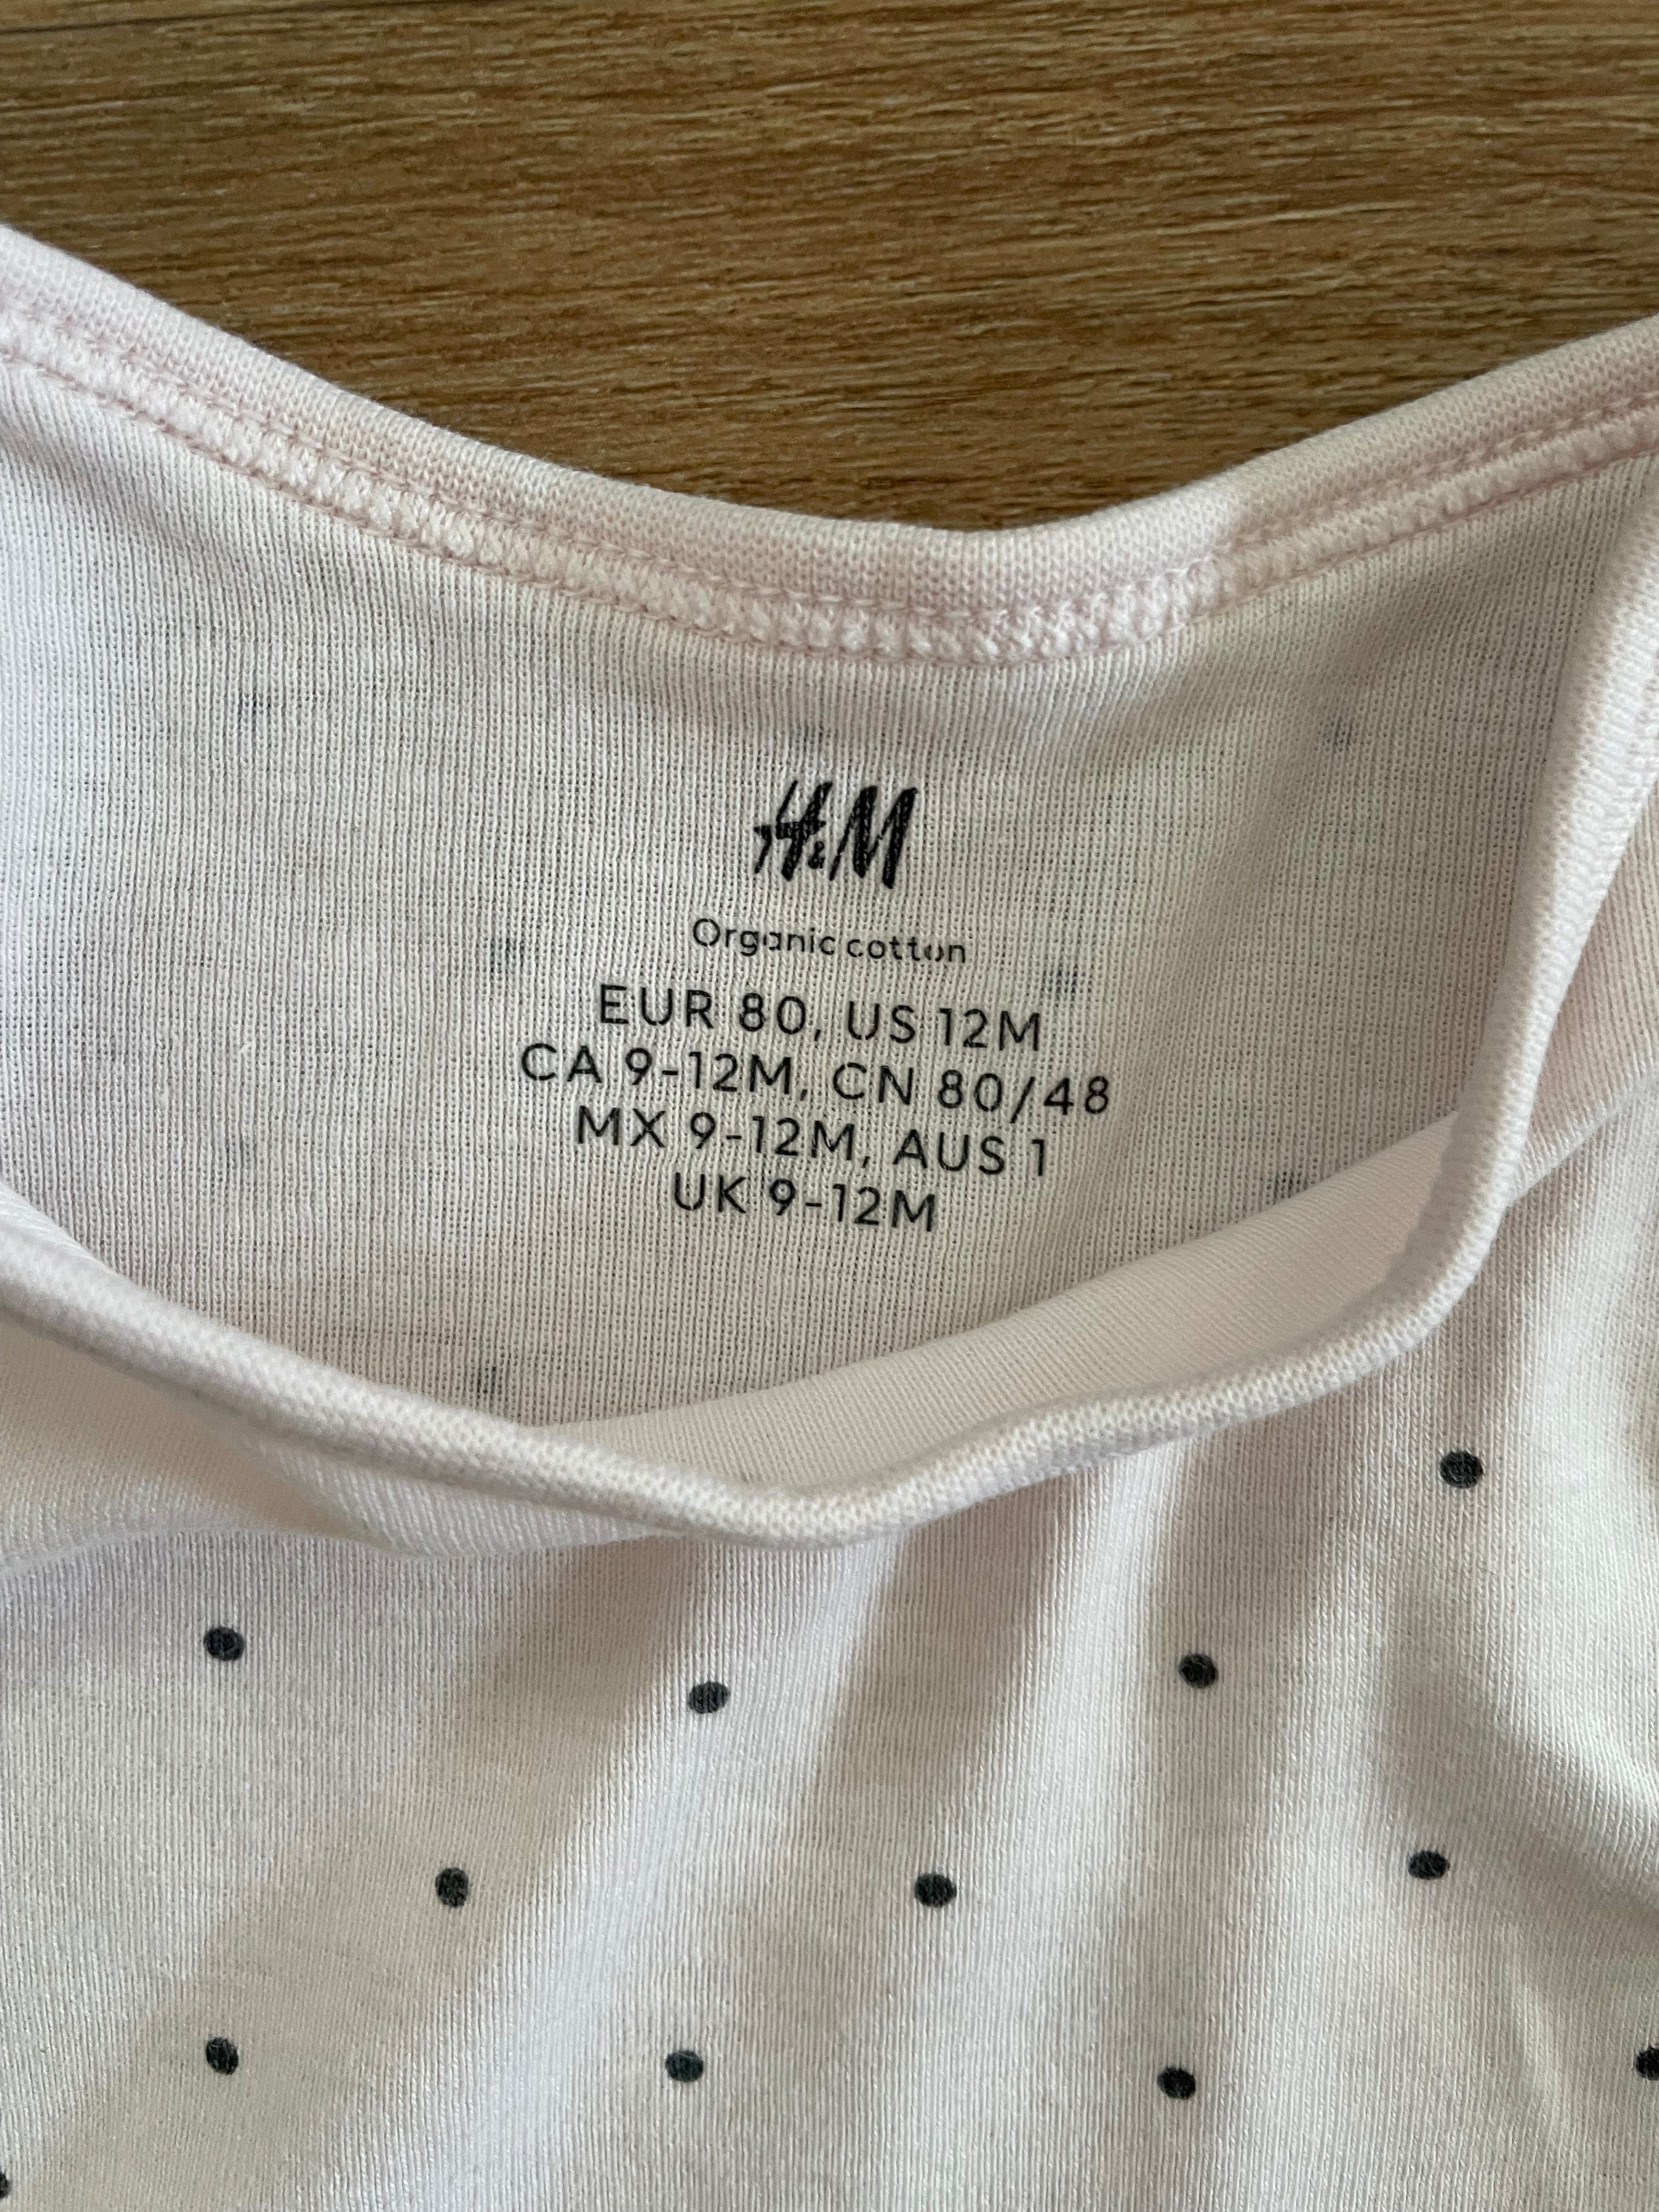 H&M
Organic cotton
EUR 80, US 12M
CA 9-12M, CN 80/48
MX 9-12M, AUS 1
UK 9-12M